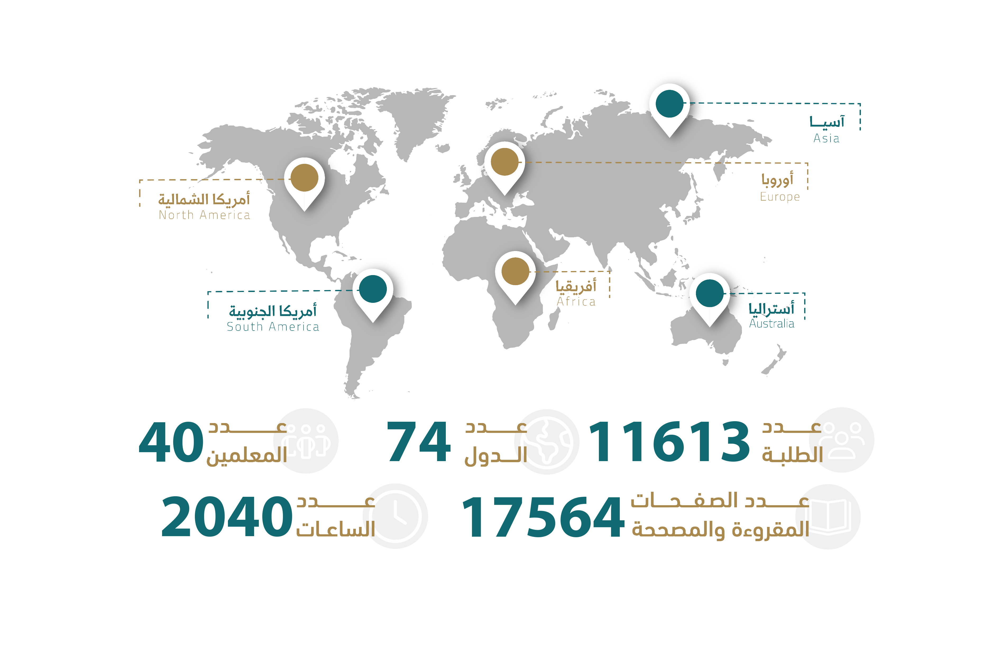 آسيا
Asia
أوروبا
Europe
أمريكا الشمالية
North America
أفريقيا
Africa
أمريكا الجنوبية
South America
أستراليا
Australia
عدد
الطلبة
11613
عدد
الدول
74
عدد
المعلمين
40
عدد الصفحات
المقروءة والمصححة
17564
عدد
الساعات
2040